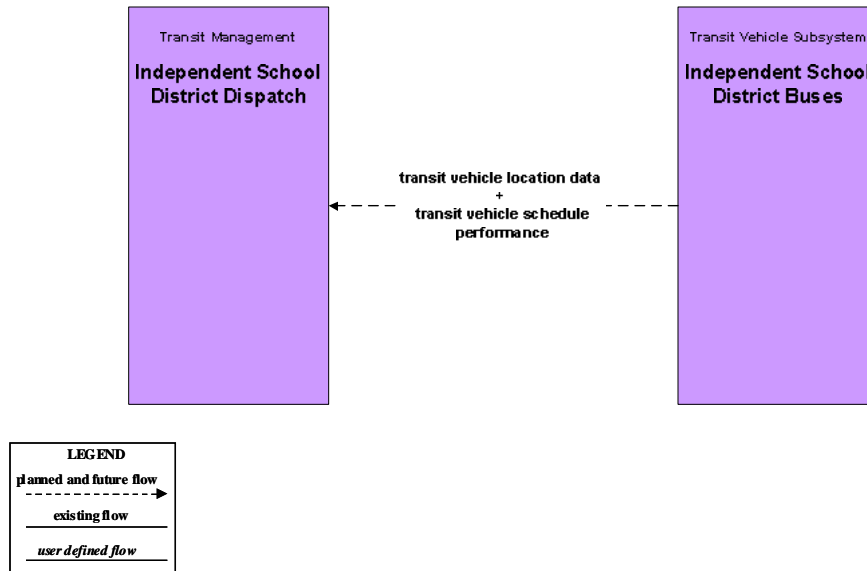 Transit Management
Independent School
District Dispatch
Transit Vehicle Subsystem
Independent School
District Buses
transit vehicle location data
+
transit vehicle schedule
performance
LEGEND
planned and future flow
existing flow
user defined flow